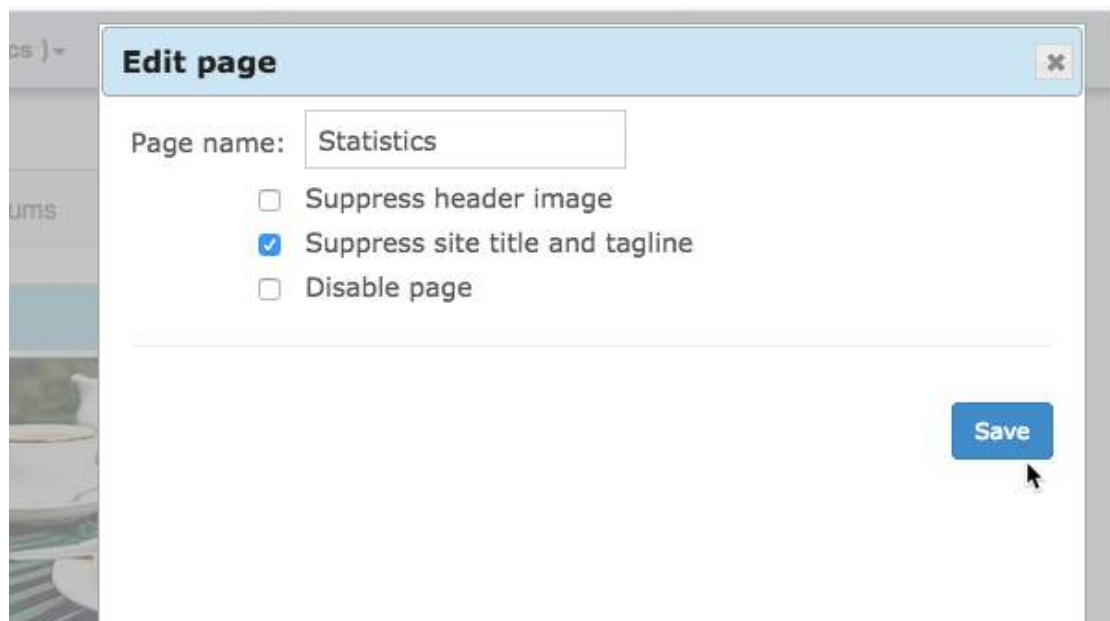 cs )
Edit page
Page name: Statistics
ums
Suppress header image
Suppress site title and tagline
Disable page
Save